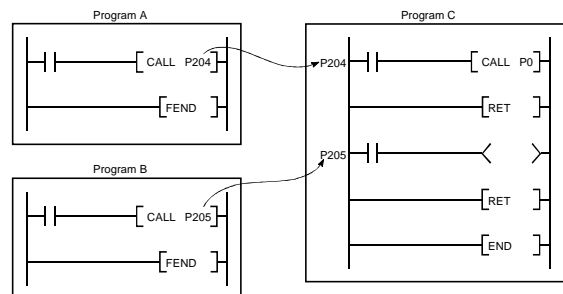 Program A
CALL P204
FEND
Program B
CALL P205
FEND
Program C
P204
CALL P0
RET
P205
RET
END